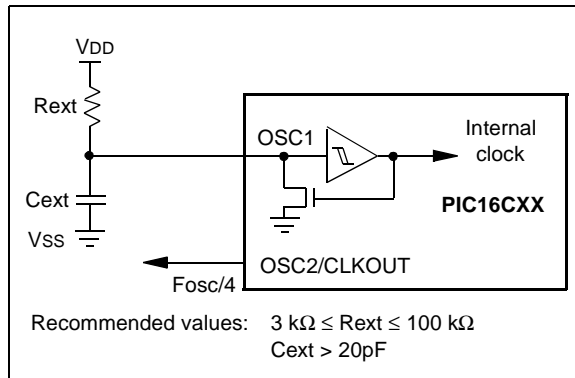 VDD
Rext
OSC1
Internal
clock
Cext
PIC16CXX
VSS
OSC2/CLKOUT
Fosc/4
Recommended values: 3 kΩ ≤ Rext ≤ 100 kΩ
Cext > 20pF